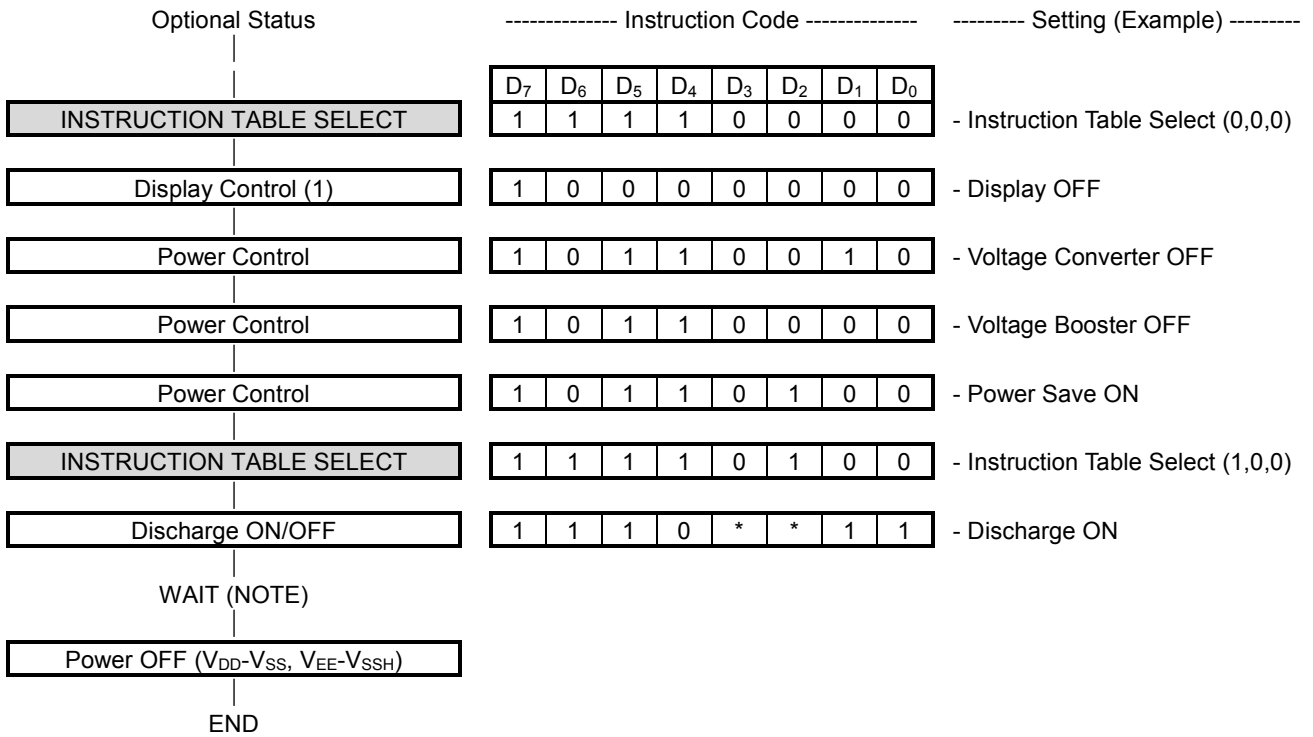 Optional Status -------------- Instruction Code -------------- --------- Setting (Example) ---------
D₇ D₆ D₅ D₄ D₃ D₂ D₁ D₀
INSTRUCTION TABLE SELECT 1 1 1 1 0 0 0 0 - Instruction Table Select (0,0,0)
Display Control (1) 1 0 0 0 0 0 0 0 - Display OFF
Power Control 1 0 1 1 0 0 1 0 - Voltage Converter OFF
Power Control 1 0 1 1 0 0 0 0 - Voltage Booster OFF
Power Control 1 0 1 1 0 1 0 0 - Power Save ON
INSTRUCTION TABLE SELECT 1 1 1 1 0 1 0 0 - Instruction Table Select (1,0,0)
Discharge ON/OFF 1 1 1 0 * * 1 1 - Discharge ON
WAIT (NOTE)
Power OFF (V_DD-V_SS, V_EE-V_SSH)
END